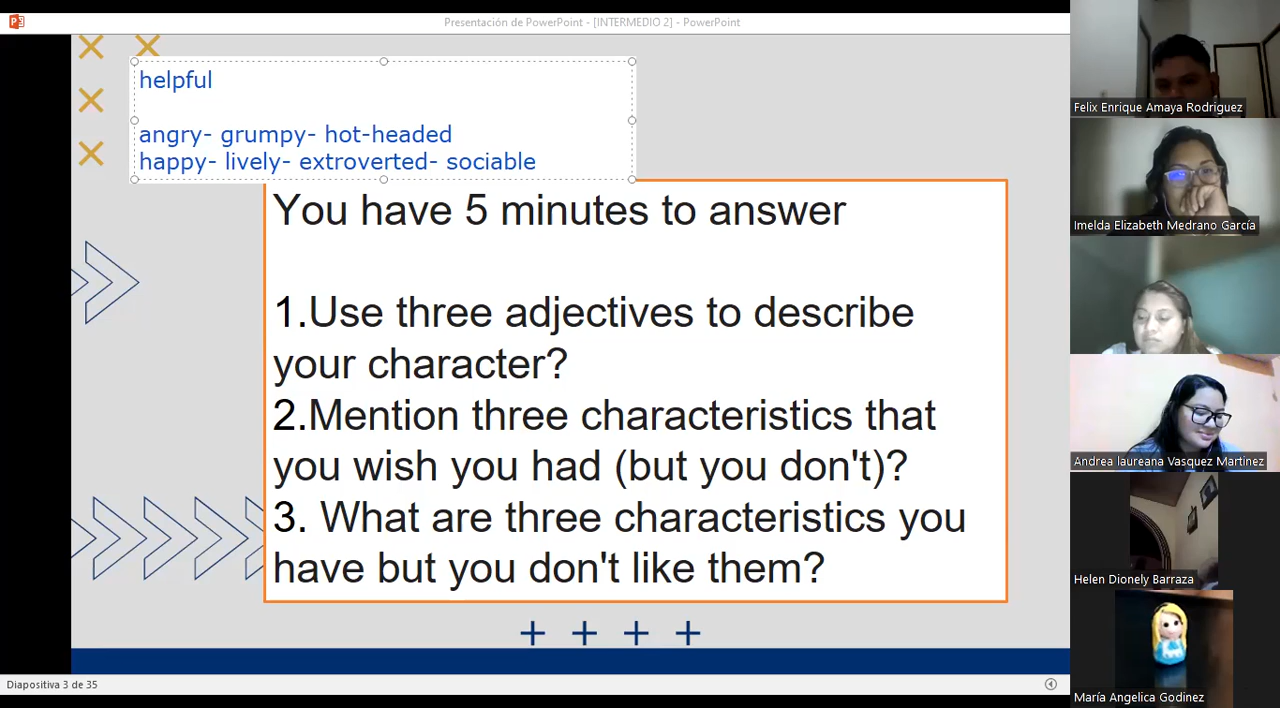 Presentación de PowerPoint - [INTERMEDIO 2] - PowerPoint
helpful
angry- grumpy- hot-headed
happy- lively- extroverted- sociable
You have 5 minutes to answer
1.Use three adjectives to describe
your character?
2.Mention three characteristics that
you wish you had (but you don't)?
3. What are three characteristics you
have but you don't like them?
Diapositiva 3 de 35
Felix Enrique Amaya Rodriguez
Imelda Elizabeth Medrano García
Andrea laureana Vasquez Martinez
Helen Dionely Barraza
María Angelica Godinez